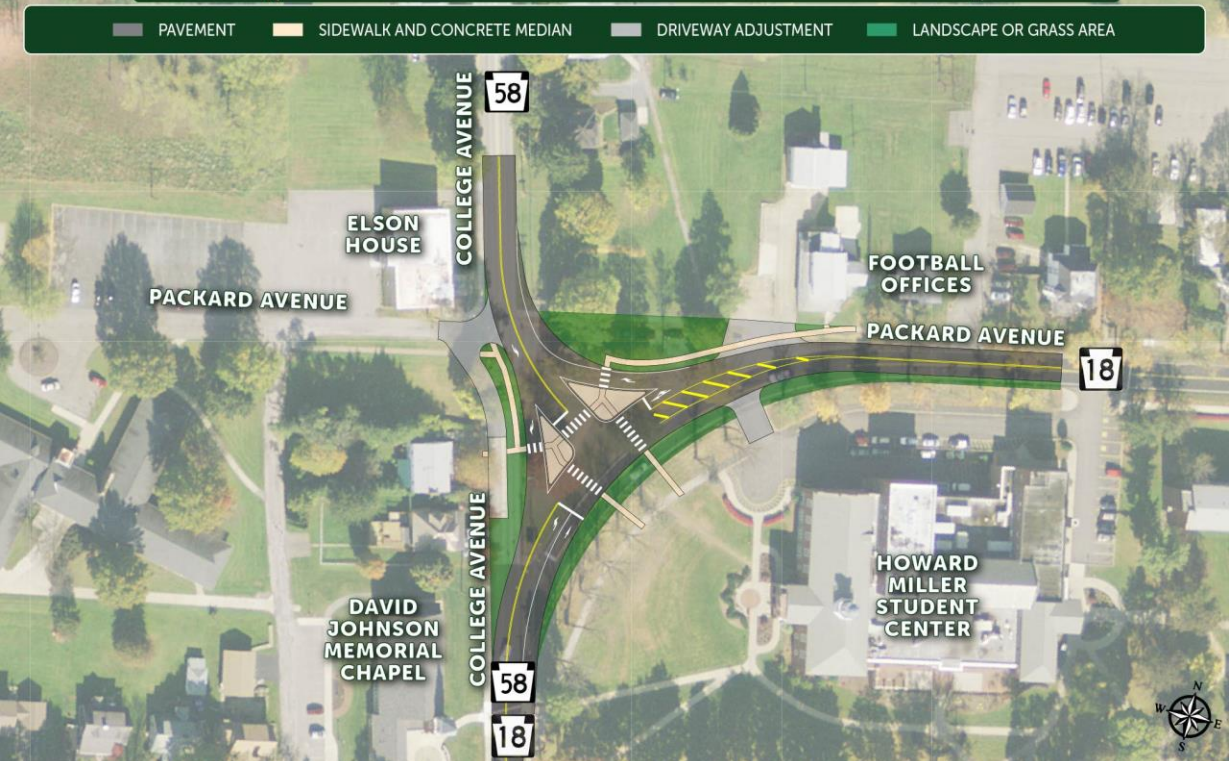 PAVEMENT
SIDEWALK AND CONCRETE MEDIAN
DRIVEWAY ADJUSTMENT
LANDSCAPE OR GRASS AREA
COLLEGE AVENUE
58
ELSON
HOUSE
PACKARD AVENUE
FOOTBALL
OFFICES
PACKARD AVENUE
18
COLLEGE AVENUE
HOWARD
MILLER
STUDENT
CENTER
DAVID
JOHNSON
MEMORIAL
CHAPEL
58
18
N
W
E
S